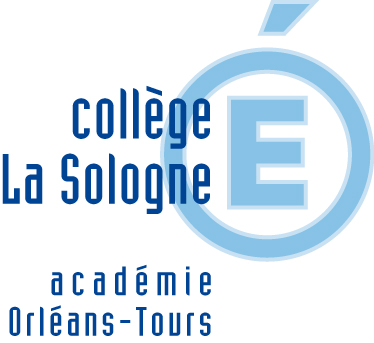 collège
La Sologne
É
académie
Orléans-Tours